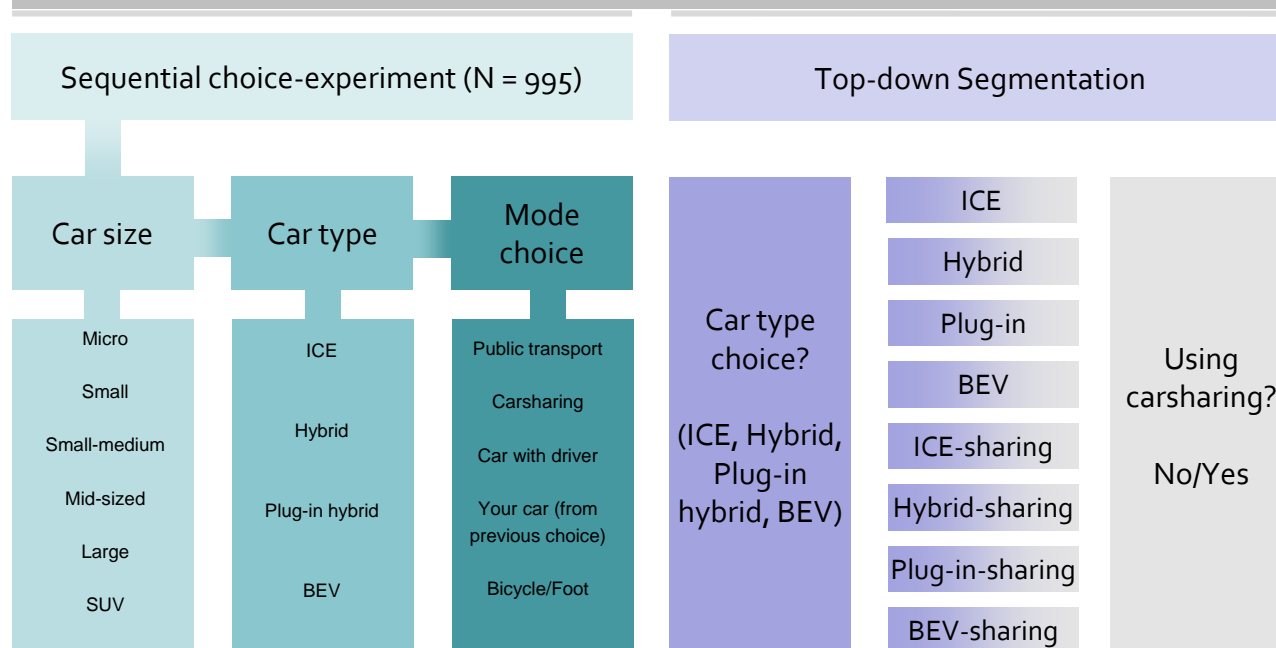 Sequential choice-experiment (N = 995)
Car size
Car type
Mode
choice
Micro
Small
Small-medium
Mid-sized
Large
SUV
ICE
Hybrid
Plug-in hybrid
BEV
Public transport
Carsharing
Car with driver
Your car (from
previous choice)
Bicycle/Foot
Top-down Segmentation
Car type
choice?
(ICE, Hybrid,
Plug-in
hybrid, BEV)
ICE
Hybrid
Plug-in
BEV
ICE-sharing
Hybrid-sharing
Plug-in-sharing
BEV-sharing
Using
carsharing?
No/Yes